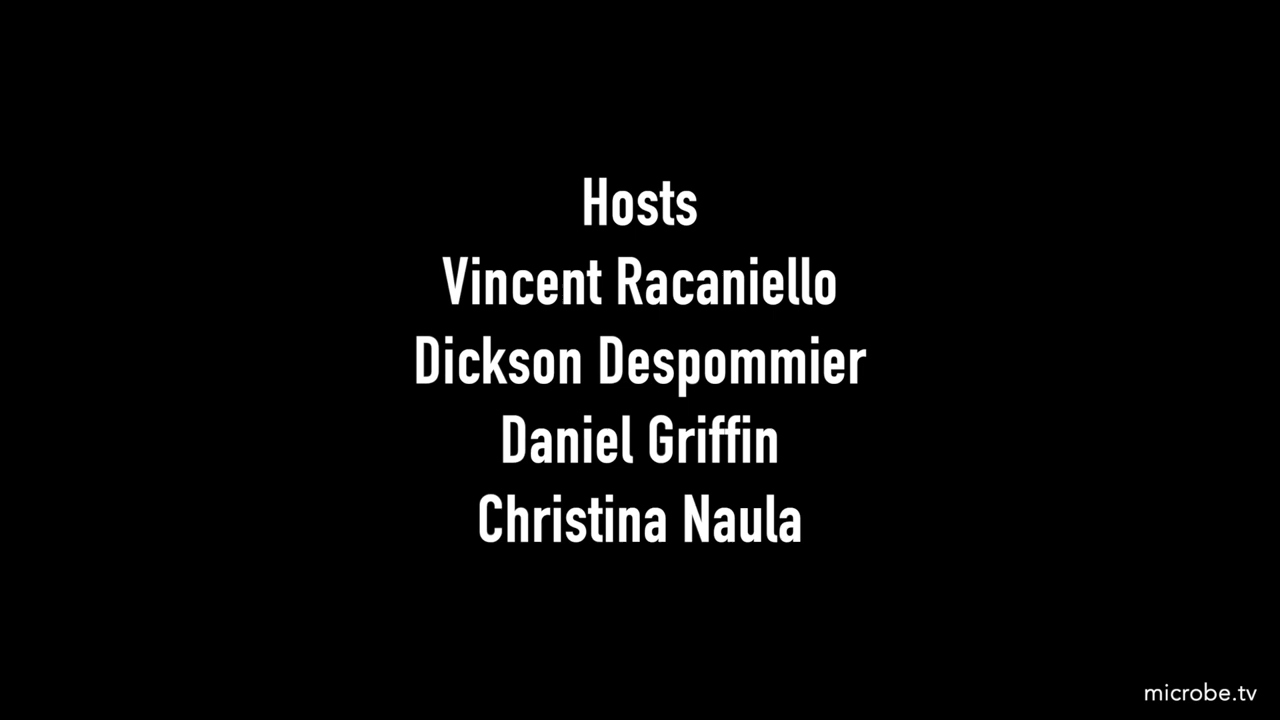 Hosts
Vincent Racaniello
Dickson Despommier
Daniel Griffin
Christina Naula
microbe.tv